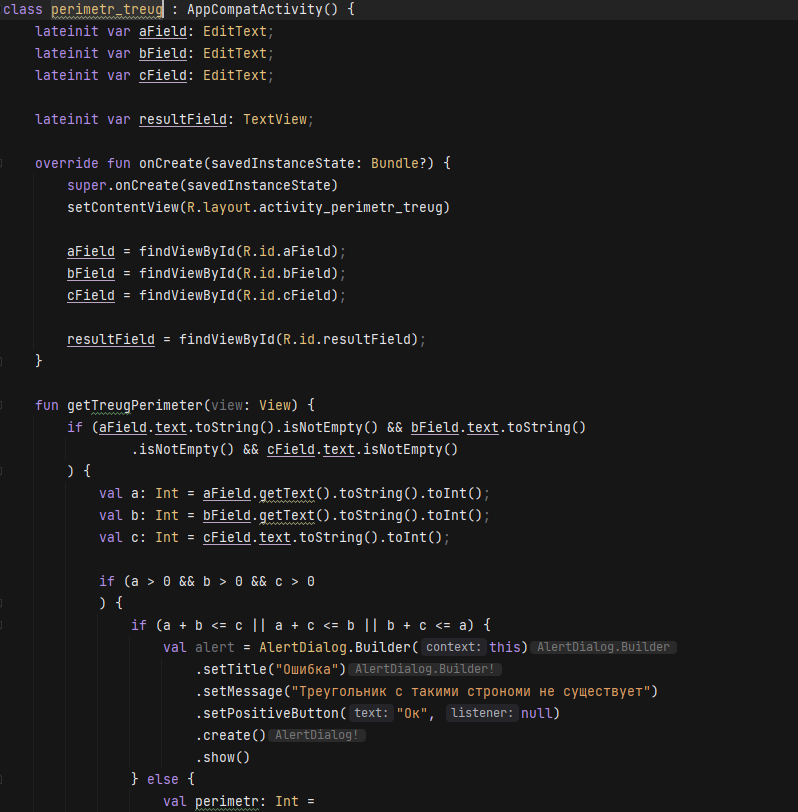 class perimetr_treug : AppCompatActivity() {
lateinit var aField: EditText;
lateinit var bField: EditText;
lateinit var cField: EditText;
lateinit var resultField: TextView;
override fun onCreate(savedInstanceState: Bundle?) {
super.onCreate(savedInstanceState)
setContentView(R.layout.activity_perimetr_treug)
aField = findViewById(R.id.aField);
bField = findViewById(R.id.bField);
cField = findViewById(R.id.cField);
resultField = findViewById(R.id.resultField);
}
fun getTreugPerimeter(view: View) {
if (aField.text.toString().isNotEmpty() && bField.text.toString()
.isNotEmpty() && cField.text.isNotEmpty()
) {
val a: Int = aField.getText().toString().toInt();
val b: Int = bField.getText().toString().toInt();
val c: Int = cField.text.toString().toInt();
if (a > 0 && b > 0 && c > 0
) {
if (a + b <= c || a + c <= b || b + c <= a) {
val alert = AlertDialog.Builder( context: this) AlertDialog.Builder
.setTitle("Ошибка") AlertDialog.Builder!
.setMessage("Треугольник с такими строноми не существует")
.setPositiveButton( text: "Ок", listener: null)
.create() AlertDialog!
.show()
} else {
val perimetr: Int =